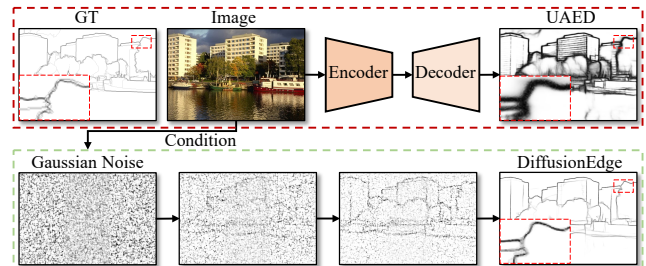 GT
Image
UAED
Encoder
Decoder
Condition
Gaussian Noise
DiffusionEdge